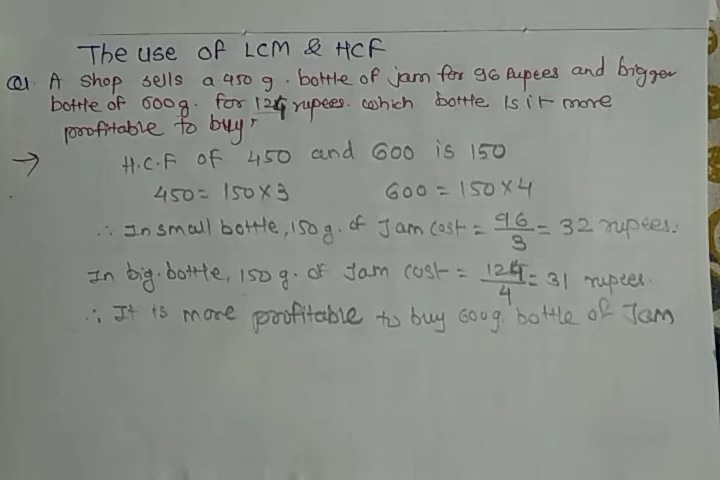 The use of LCM & HCF
Q1. A shop sells a 450 g. bottle of jam for 96 Rupees and bigger
bottle of 600g. for 124 rupees. which bottle Is it more
profitable to buy?
→ H.C.F of 450 and 600 is 150
450 = 150 × 3 600 = 150 × 4
∴ In small bottle, 150 g. of Jam cost = 96/3 = 32 rupees.
In big. bottle, 150 g. of Jam cost = 124/4 = 31 rupees.
∴ It is more profitable to buy 600g. bottle of Jam